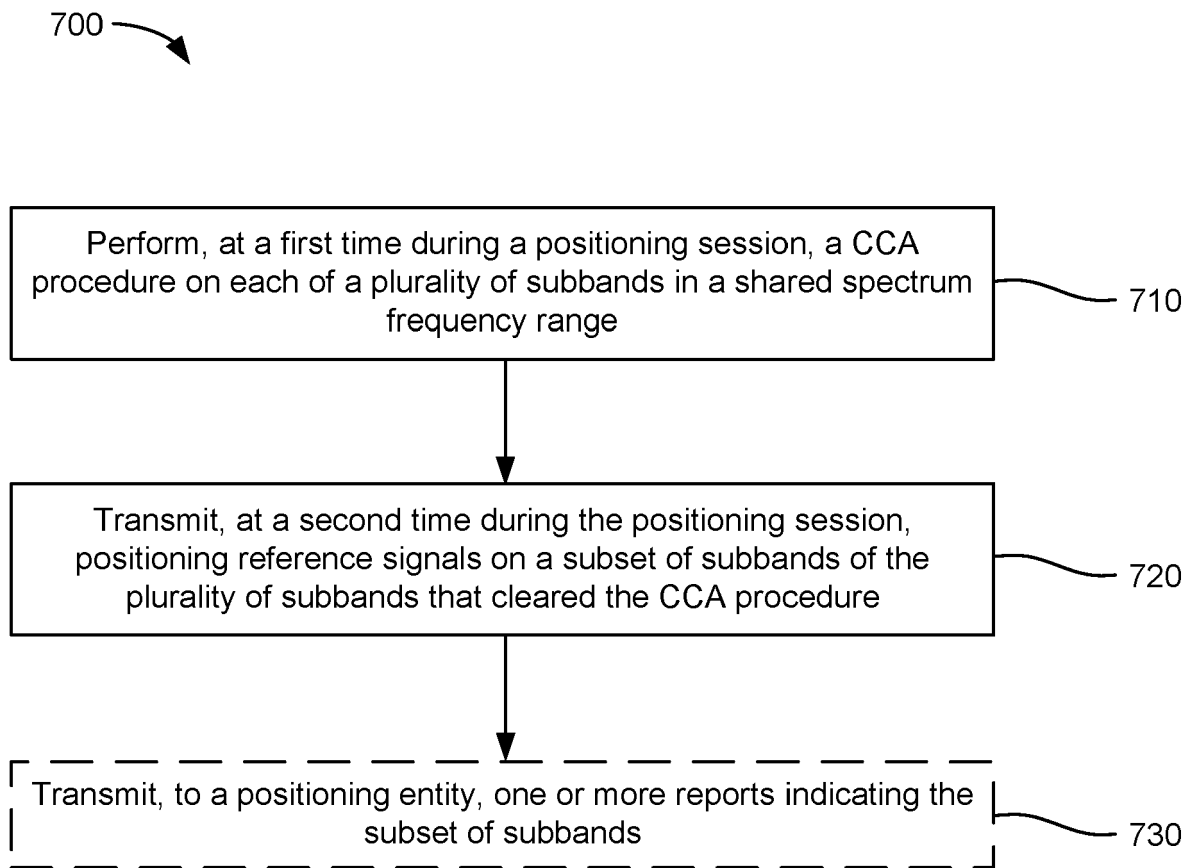 700
Perform, at a first time during a positioning session, a CCA
procedure on each of a plurality of subbands in a shared spectrum
frequency range
710
Transmit, at a second time during the positioning session,
positioning reference signals on a subset of subbands of the
plurality of subbands that cleared the CCA procedure
720
Transmit, to a positioning entity, one or more reports indicating the
subset of subbands
730